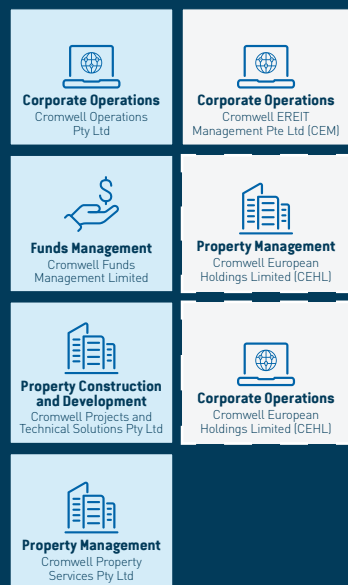 Corporate Operations
Cromwell Operations
Pty Ltd
Corporate Operations
Cromwell EREIT
Management Pte Ltd (CEM)
Funds Management
Cromwell Funds
Management Limited
Property Management
Cromwell European
Holdings Limited (CEHL)
Property Construction
and Development
Cromwell Projects and
Technical Solutions Pty Ltd
Corporate Operations
Cromwell European
Holdings Limited (CEHL)
Property Management
Cromwell Property
Services Pty Ltd